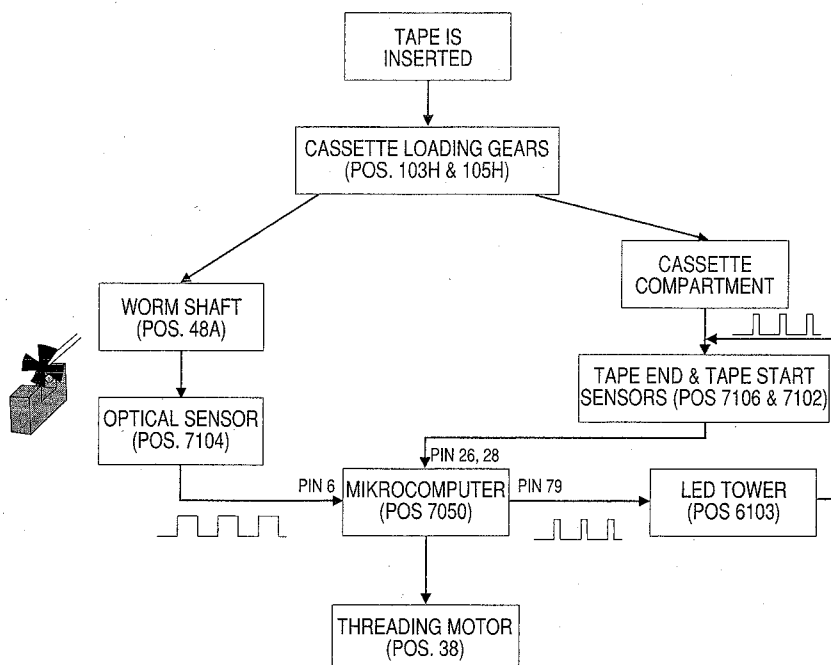 TAPE IS
INSERTED
CASSETTE LOADING GEARS
(POS. 103H & 105H)
CASSETTE
COMPARTMENT
WORM SHAFT
(POS. 48A)
TAPE END & TAPE START
SENSORS (POS 7106 & 7102)
OPTICAL SENSOR
(POS. 7104)
PIN 26, 28
PIN 6
MIKROCOMPUTER
(POS 7050)
PIN 79
LED TOWER
(POS 6103)
THREADING MOTOR
(POS. 38)